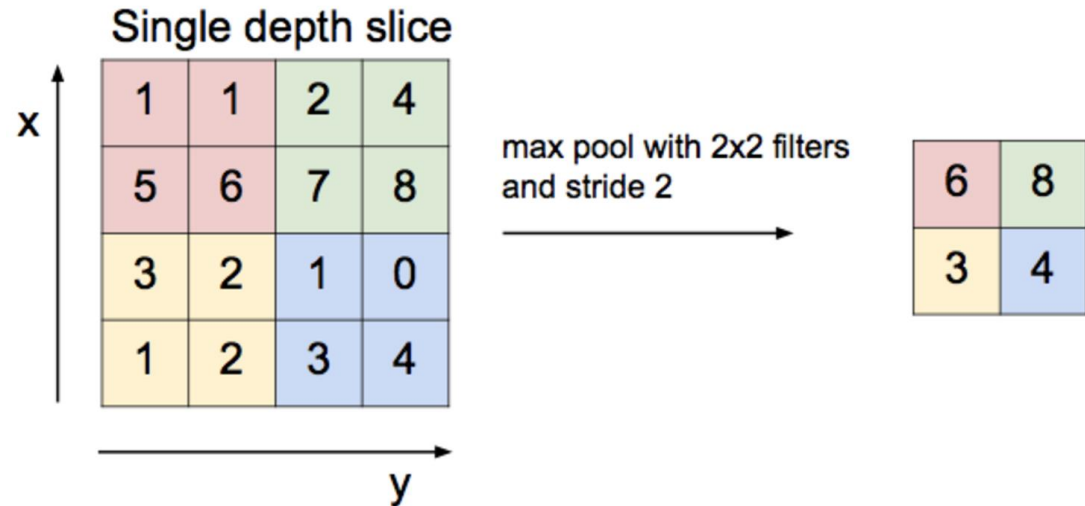 Single depth slice
x
1 1 2 4
5 6 7 8
3 2 1 0
1 2 3 4
y
max pool with 2x2 filters
and stride 2
6 8
3 4